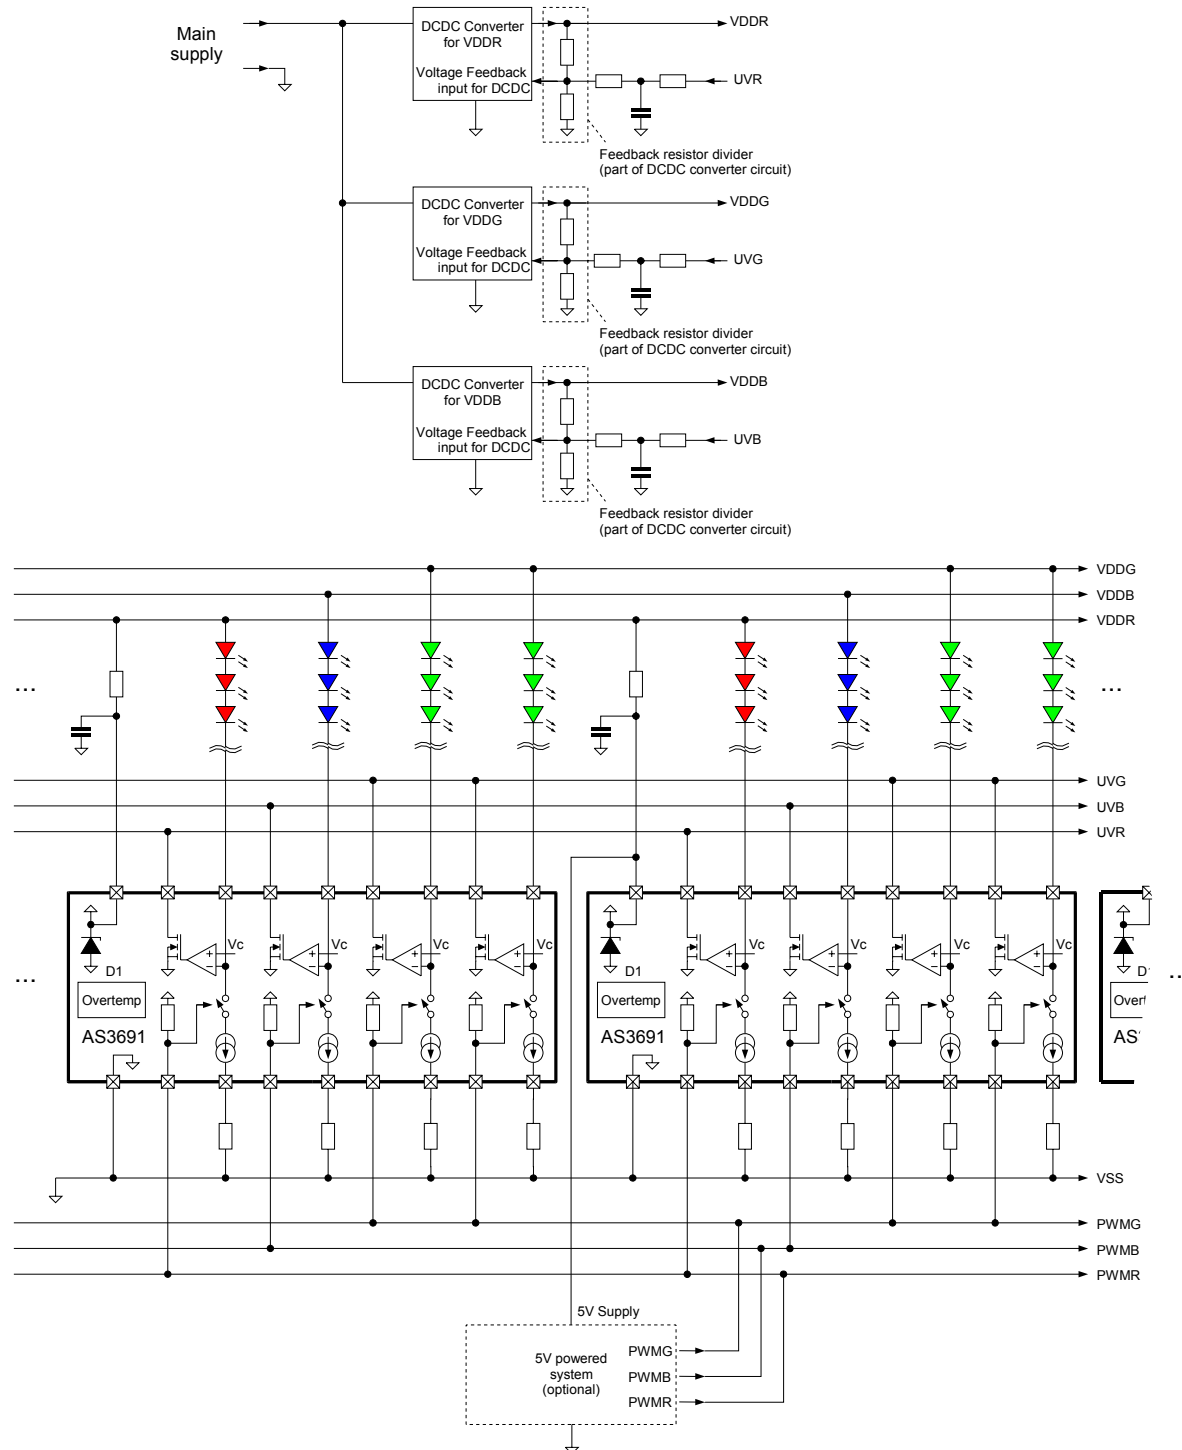 Main
supply
DCDC Converter
for VDDR
Voltage Feedback
input for DCDC
VDDR
UVR
Feedback resistor divider
(part of DCDC converter circuit)
DCDC Converter
for VDDG
Voltage Feedback
input for DCDC
VDDG
UVG
Feedback resistor divider
(part of DCDC converter circuit)
DCDC Converter
for VDDB
Voltage Feedback
input for DCDC
VDDB
UVB
Feedback resistor divider
(part of DCDC converter circuit)
VDDG
VDDB
VDDR
... ...
UVG
UVB
UVR
Vc Vc Vc Vc Vc Vc Vc Vc
+ + + + + + + +
− − − − − − − −
D1 D1 D
... ..
Overtemp Overtemp Overt
AS3691 AS3691 AS
VSS
PWMG
PWMB
PWMR
5V Supply
5V powered
system
(optional)
PWMG
PWMB
PWMR